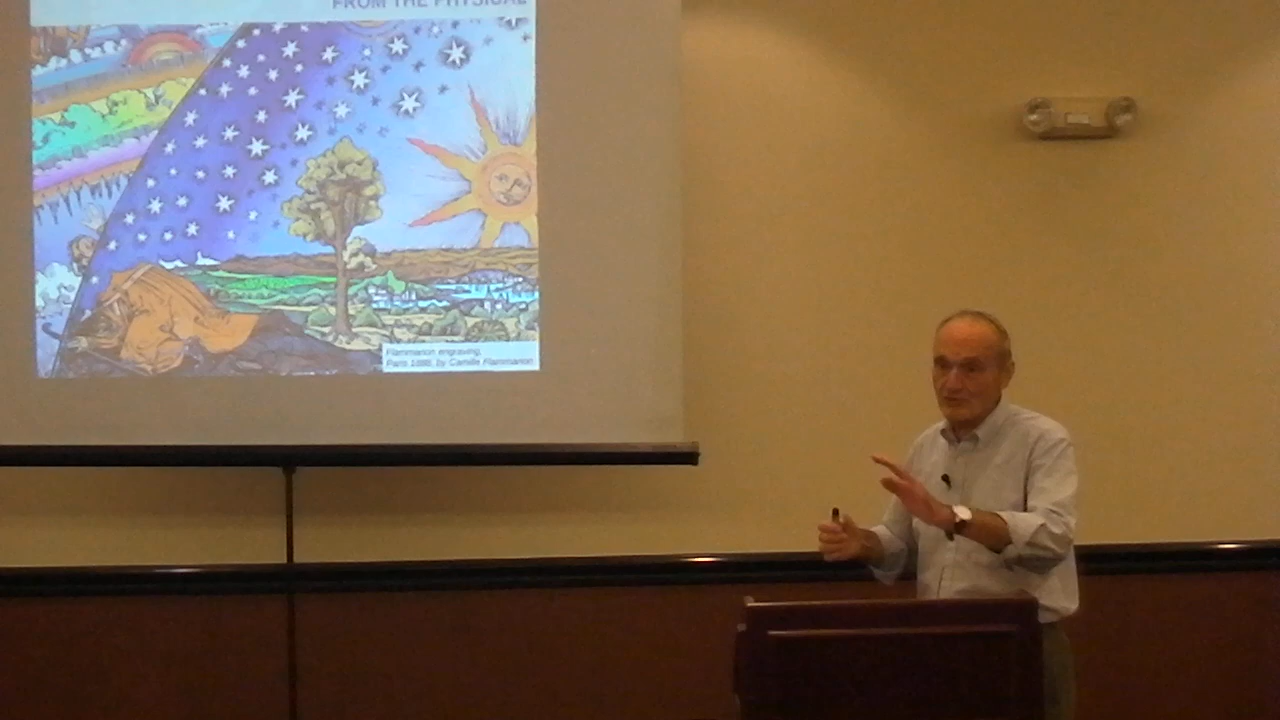 FROM THE PHYSICAL
Flammarion engraving,
Paris 1888, by Camille Flammarion